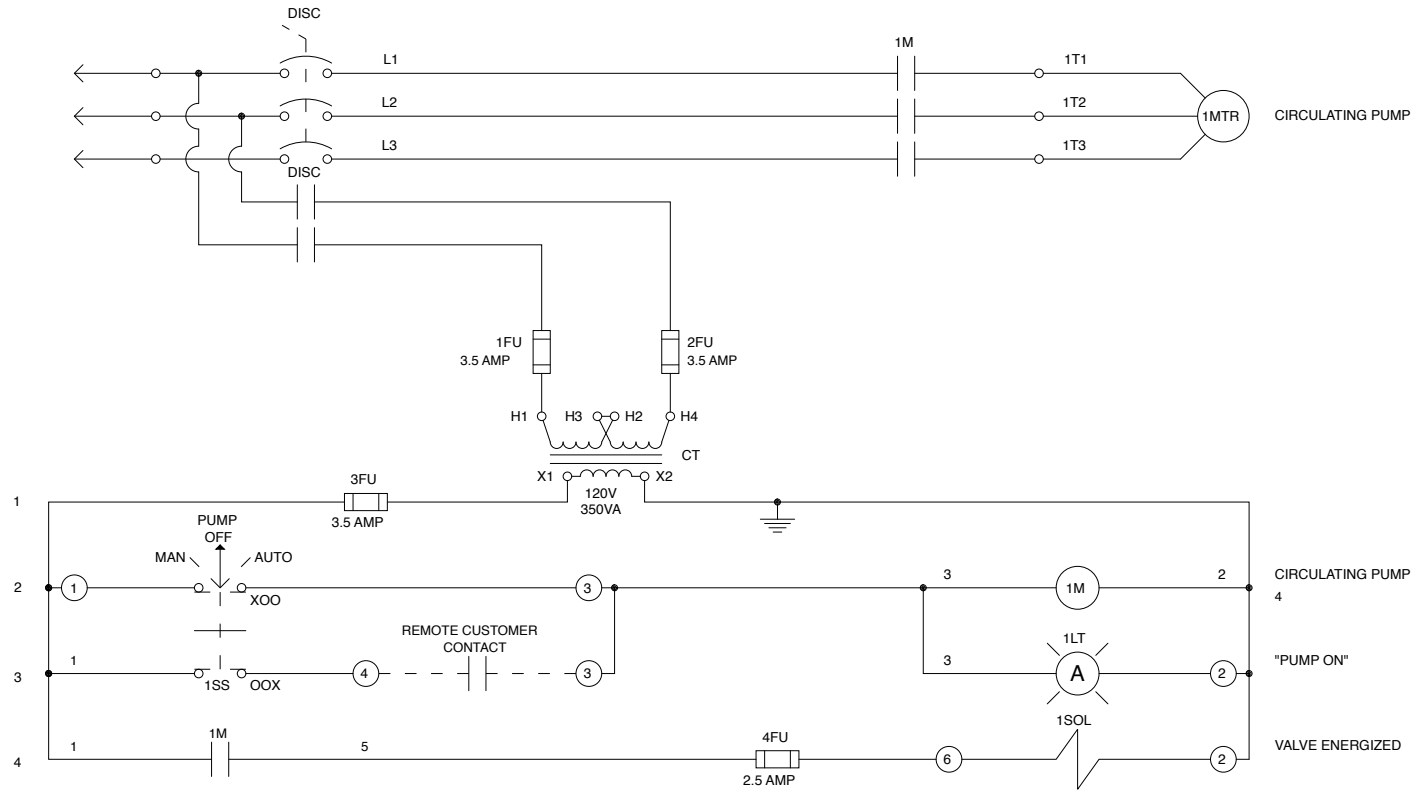 DISC
L1
1M
1T1
L2
1T2
1MTR
CIRCULATING PUMP
L3
1T3
DISC
1FU
3.5 AMP
2FU
3.5 AMP
H1
H3
H2
H4
CT
X1
X2
120V
350VA
1
3FU
3.5 AMP
PUMP
OFF
MAN
AUTO
2
1
XOO
3
3
1M
2
CIRCULATING PUMP
4
REMOTE CUSTOMER
CONTACT
1LT
3
1
1SS
OOX
4
3
3
A
2
"PUMP ON"
1SOL
4
1
1M
5
4FU
2.5 AMP
6
2
VALVE ENERGIZED